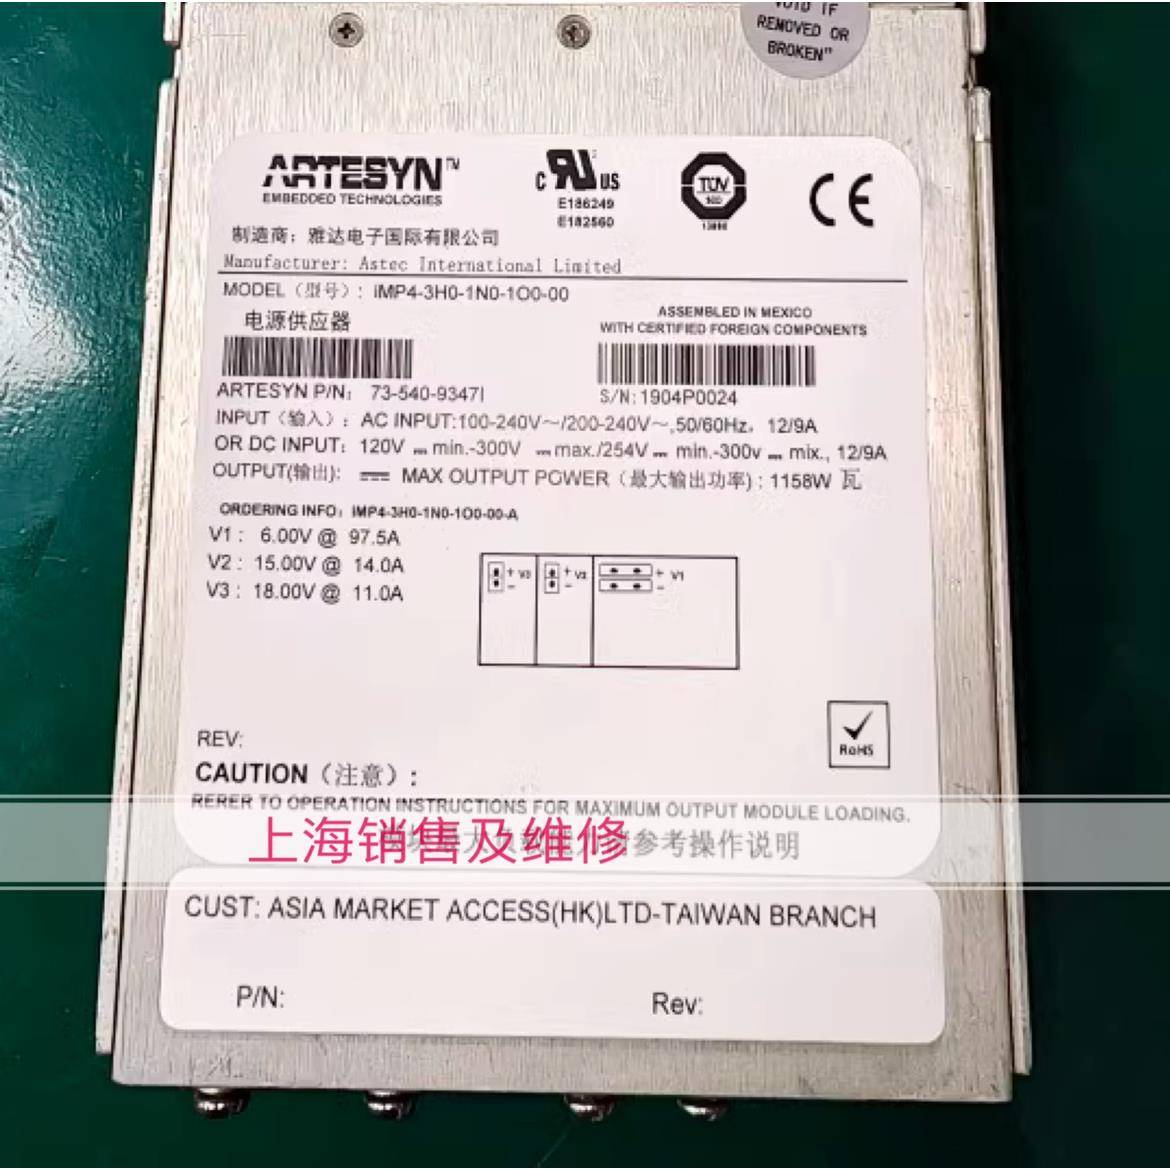 VOID IF
REMOVED OR
BROKEN"
ARTESYN™
EMBEDDED TECHNOLOGIES
C RU US
E186249
E182560
TÜV
CE
制造商：雅达电子国际有限公司
Manufacturer: Astec International Limited
MODEL（型号）: iMP4-3H0-1N0-1O0-00
电源供应器
ASSEMBLED IN MEXICO
WITH CERTIFIED FOREIGN COMPONENTS
ARTESYN P/N: 73-540-9347I
S/N:1904P0024
INPUT（输入）: AC INPUT:100-240V～/200-240V～,50/60Hz, 12/9A
OR DC INPUT: 120V ⎓ min.-300V ⎓ max./254V ⎓ min.-300v ⎓ mix., 12/9A
OUTPUT(输出): ⎓ MAX OUTPUT POWER（最大输出功率）: 1158W 瓦
ORDERING INFO: IMP4-3H0-1N0-1O0-00-A
V1: 6.00V@ 97.5A
V2: 15.00V@ 14.0A
V3: 18.00V@ 11.0A
+ V3 -
+ V2 -
+ V1 -
RoHS
REV:
CAUTION（注意）:
RERER TO OPERATION INSTRUCTIONS FOR MAXIMUM OUTPUT MODULE LOADING.
上海销售及维修
请参考操作说明
CUST: ASIA MARKET ACCESS(HK)LTD-TAIWAN BRANCH
P/N:
Rev: